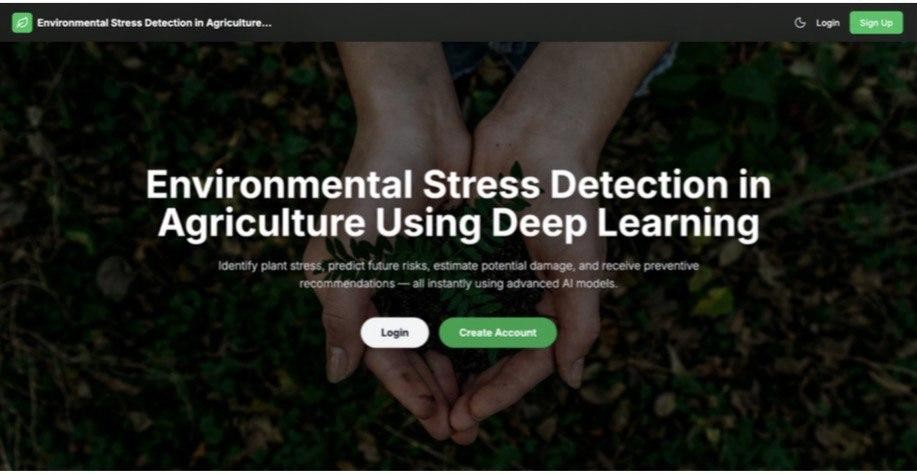 Environmental Stress Detection in Agriculture...
Login
Sign Up
Environmental Stress Detection in
Agriculture Using Deep Learning
Identify plant stress, predict future risks, estimate potential damage, and receive preventive
recommendations — all instantly using advanced AI models.
Login
Create Account